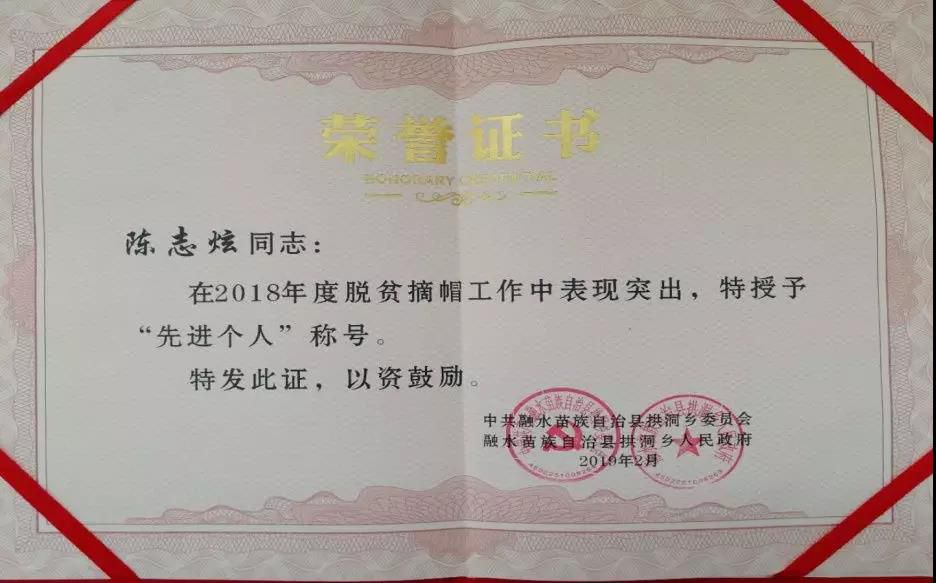 荣誉证书
HONORARY CREDENTIAL
陈志炫同志：
在2018年度脱贫摘帽工作中表现突出，特授予
“先进个人”称号。
特发此证，以资鼓励。
中共融水苗族自治县拱洞乡委员会
融水苗族自治县拱洞乡人民政府
2019年2月